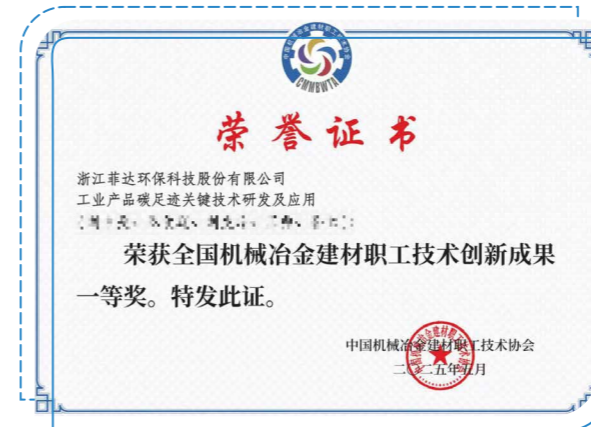 CMMBWTA
荣誉证书
浙江菲达环保科技股份有限公司
工业产品碳足迹关键技术研发及应用
荣获全国机械冶金建材职工技术创新成果
一等奖。特发此证。
中国机械冶金建材职工技术协会
二〇二五年五月